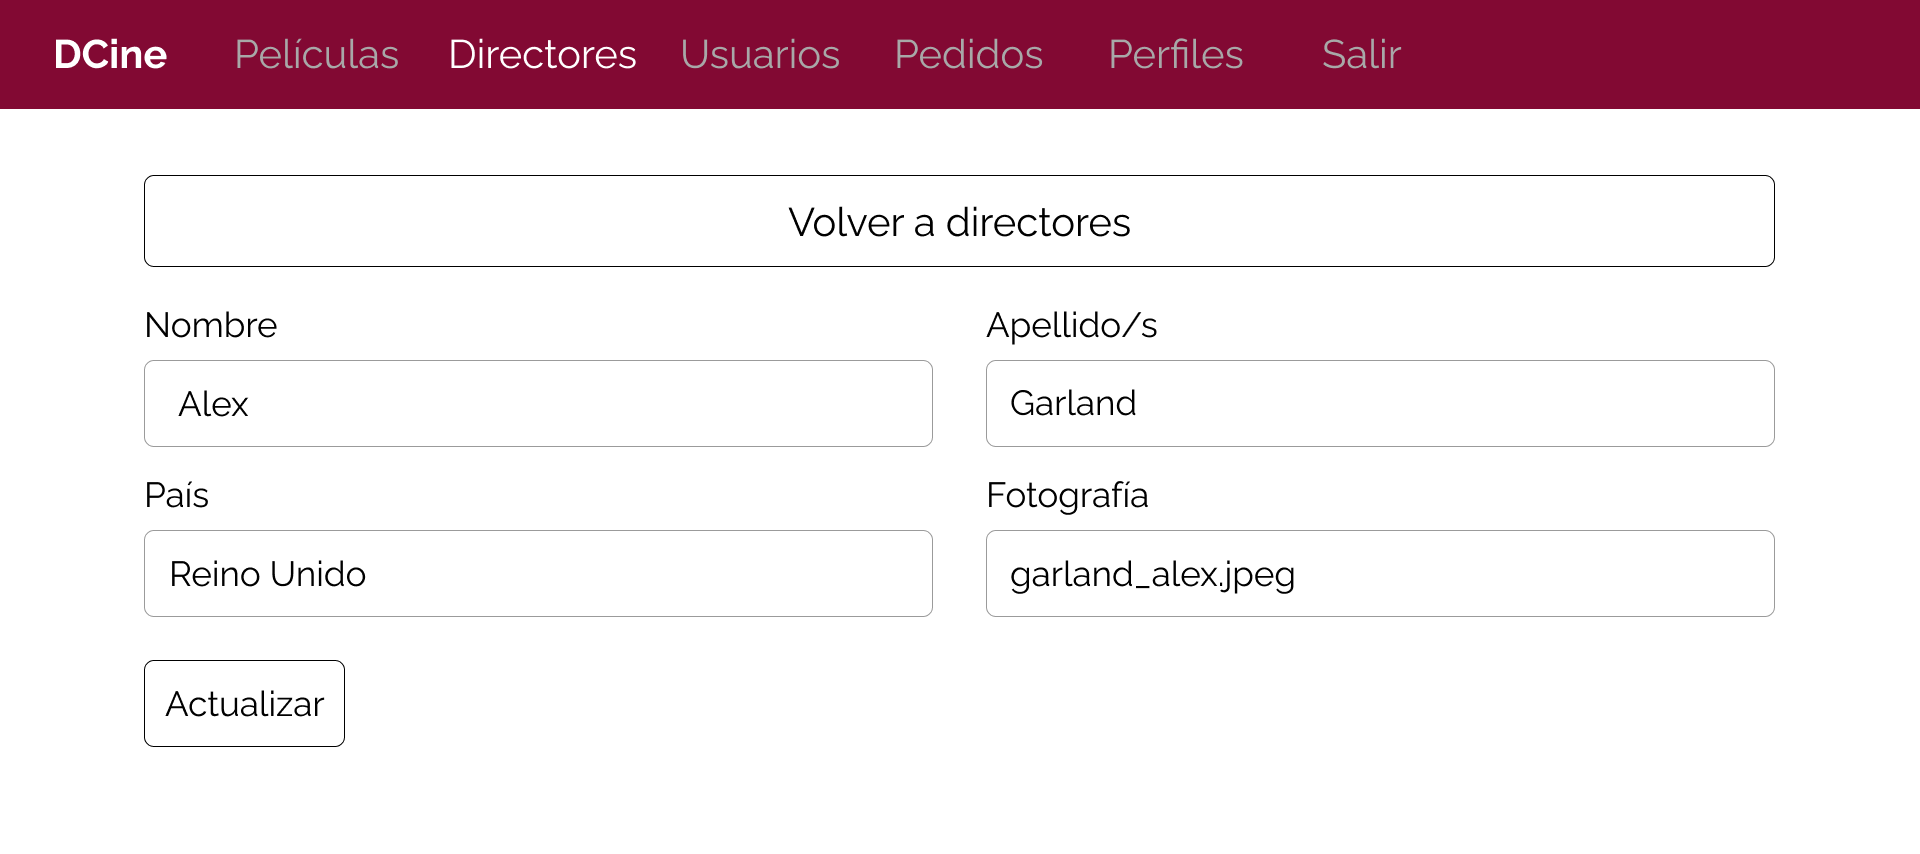 DCine Películas Directores Usuarios Pedidos Perfiles Salir
Volver a directores
Nombre Apellido/s
Alex Garland
País Fotografía
Reino Unido garland_alex.jpeg
Actualizar